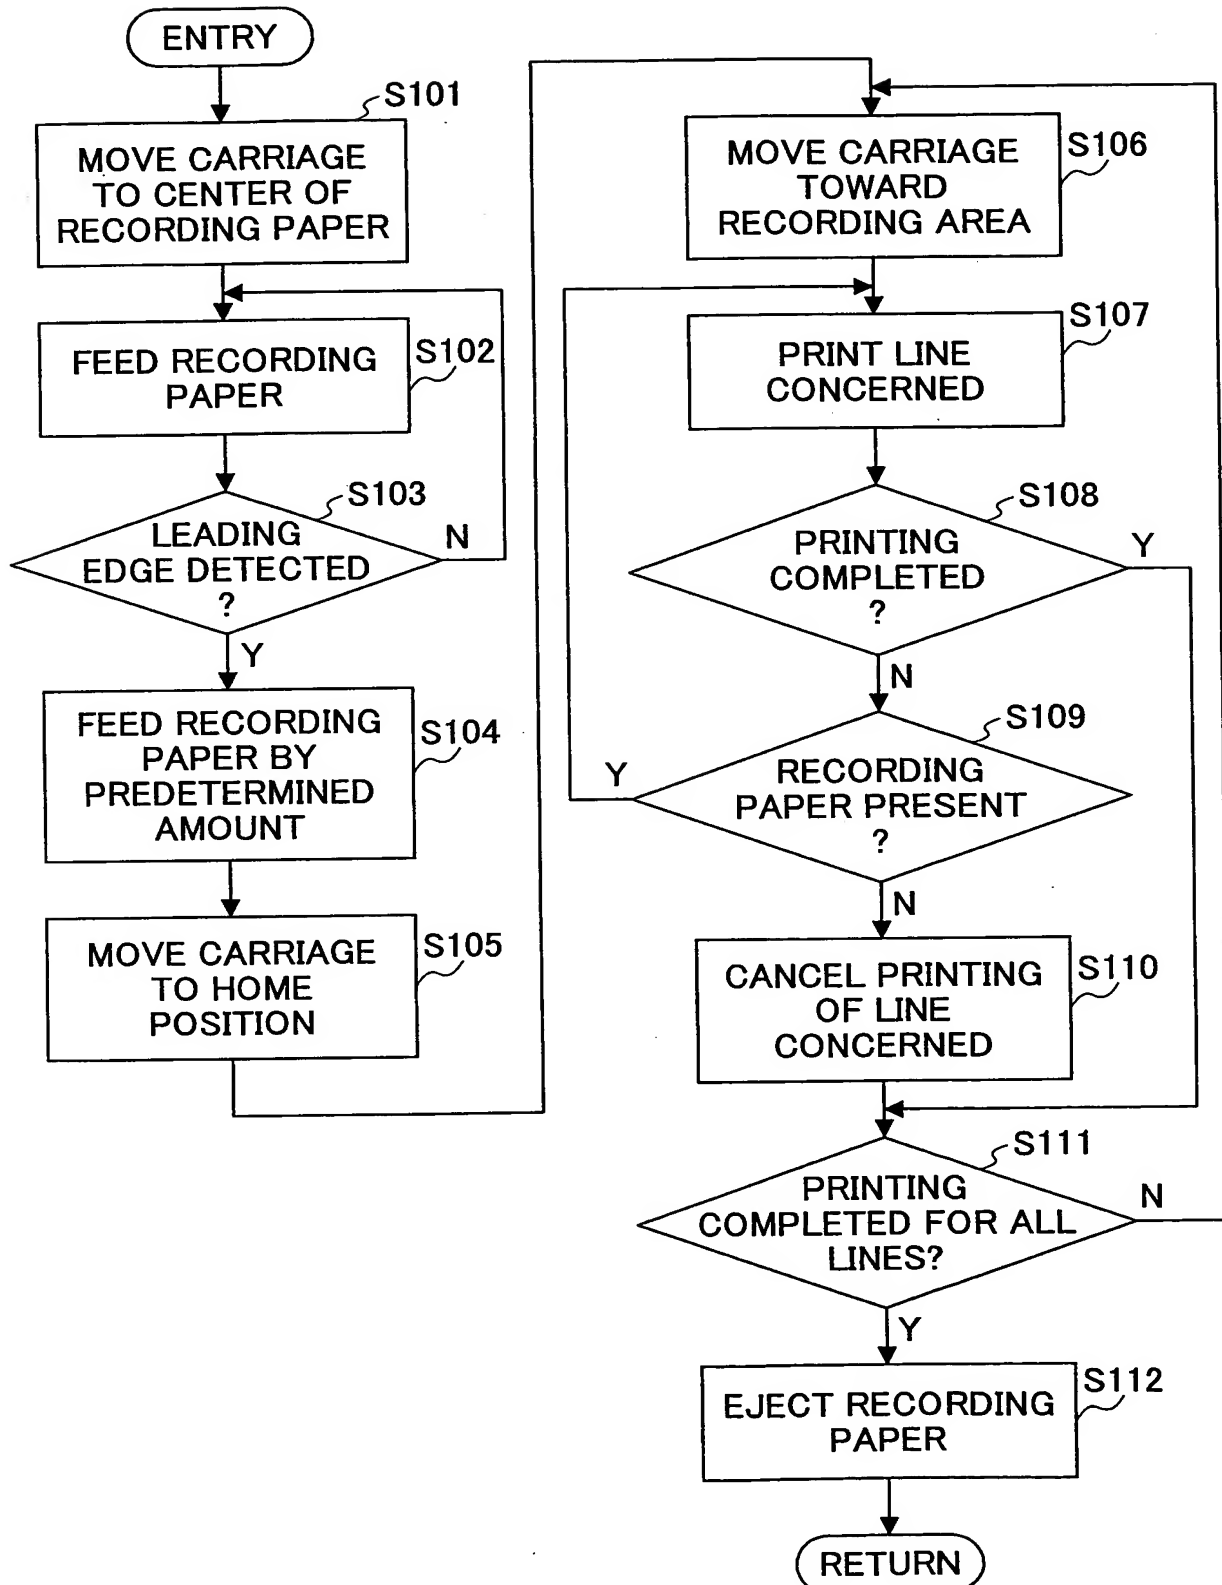 ENTRY
S101
MOVE CARRIAGE
TO CENTER OF
RECORDING PAPER
S102
FEED RECORDING
PAPER
S103
LEADING
EDGE DETECTED
?
N
Y
S104
FEED RECORDING
PAPER BY
PREDETERMINED
AMOUNT
S105
MOVE CARRIAGE
TO HOME
POSITION
S106
MOVE CARRIAGE
TOWARD
RECORDING AREA
S107
PRINT LINE
CONCERNED
S108
PRINTING
COMPLETED
?
Y
N
S109
RECORDING
PAPER PRESENT
?
Y
N
S110
CANCEL PRINTING
OF LINE
CONCERNED
S111
PRINTING
COMPLETED FOR ALL
LINES?
N
Y
S112
EJECT RECORDING
PAPER
RETURN